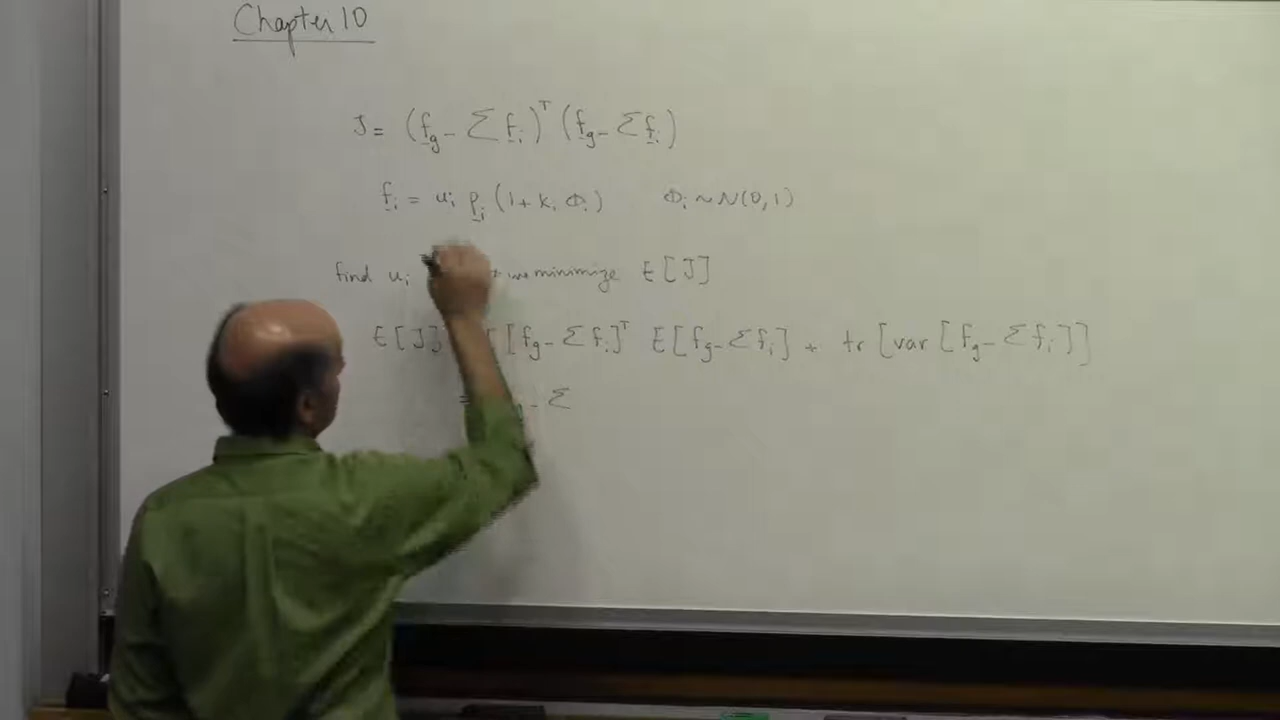 Chapter 10
J = (f_g - Σ f_i)^T (f_g - Σ f_i)
f_i = u_i p_i (1 + k_i Φ_i) Φ_i ~ N(0,1)
find u_i minimize E[J]
E[J] [f_g - Σ f_i]^T E[f_g - Σ f_i] + tr[var[f_g - Σ f_i]]
= - Σ